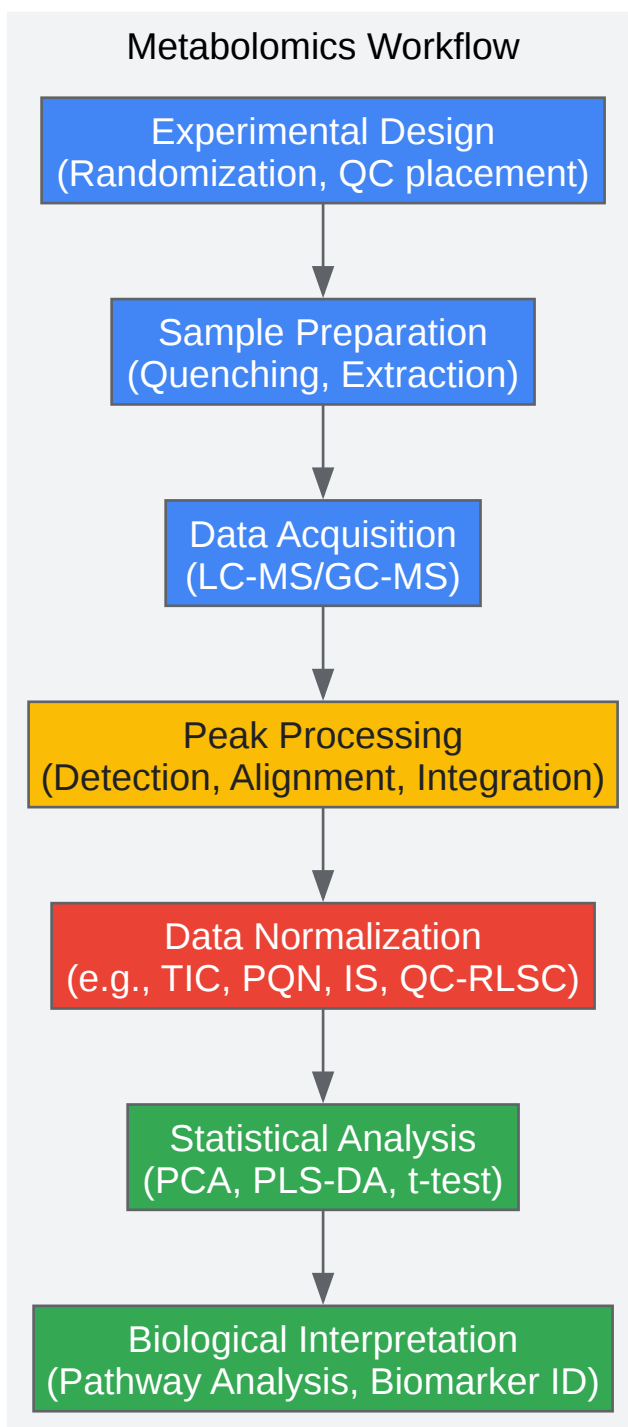 Metabolomics Workflow
Experimental Design
(Randomization, QC placement)
Sample Preparation
(Quenching, Extraction)
Data Acquisition
(LC-MS/GC-MS)
Peak Processing
(Detection, Alignment, Integration)
Data Normalization
(e.g., TIC, PQN, IS, QC-RLSC)
Statistical Analysis
(PCA, PLS-DA, t-test)
Biological Interpretation
(Pathway Analysis, Biomarker ID)